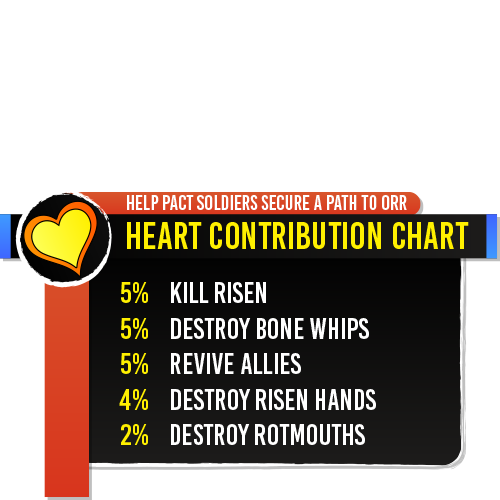 HELP PACT SOLDIERS SECURE A PATH TO ORR
HEART CONTRIBUTION CHART
5% KILL RISEN
5% DESTROY BONE WHIPS
5% REVIVE ALLIES
4% DESTROY RISEN HANDS
2% DESTROY ROTMOUTHS